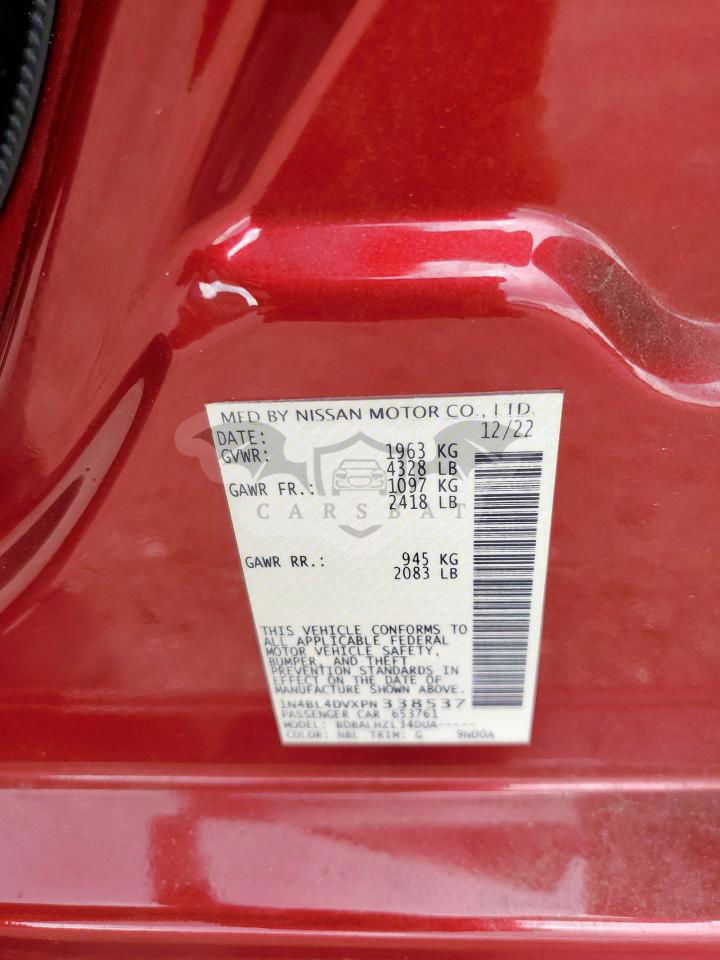 MFD BY NISSAN MOTOR CO., LTD.
DATE: 12/22
GVWR: 1963 KG
4328 LB
GAWR FR.: 1097 KG
2418 LB
CARSBAT
GAWR RR.: 945 KG
2083 LB
THIS VEHICLE CONFORMS TO
ALL APPLICABLE FEDERAL
MOTOR VEHICLE SAFETY,
BUMPER, AND THEFT
PREVENTION STANDARDS IN
EFFECT ON THE DATE OF
MANUFACTURE SHOWN ABOVE.
1N4BL4DVXPN338537
PASSENGER CAR 653761
MODEL: BDBALHZL34DUA-----
COLOR: NBL TRIM: G 9N00A